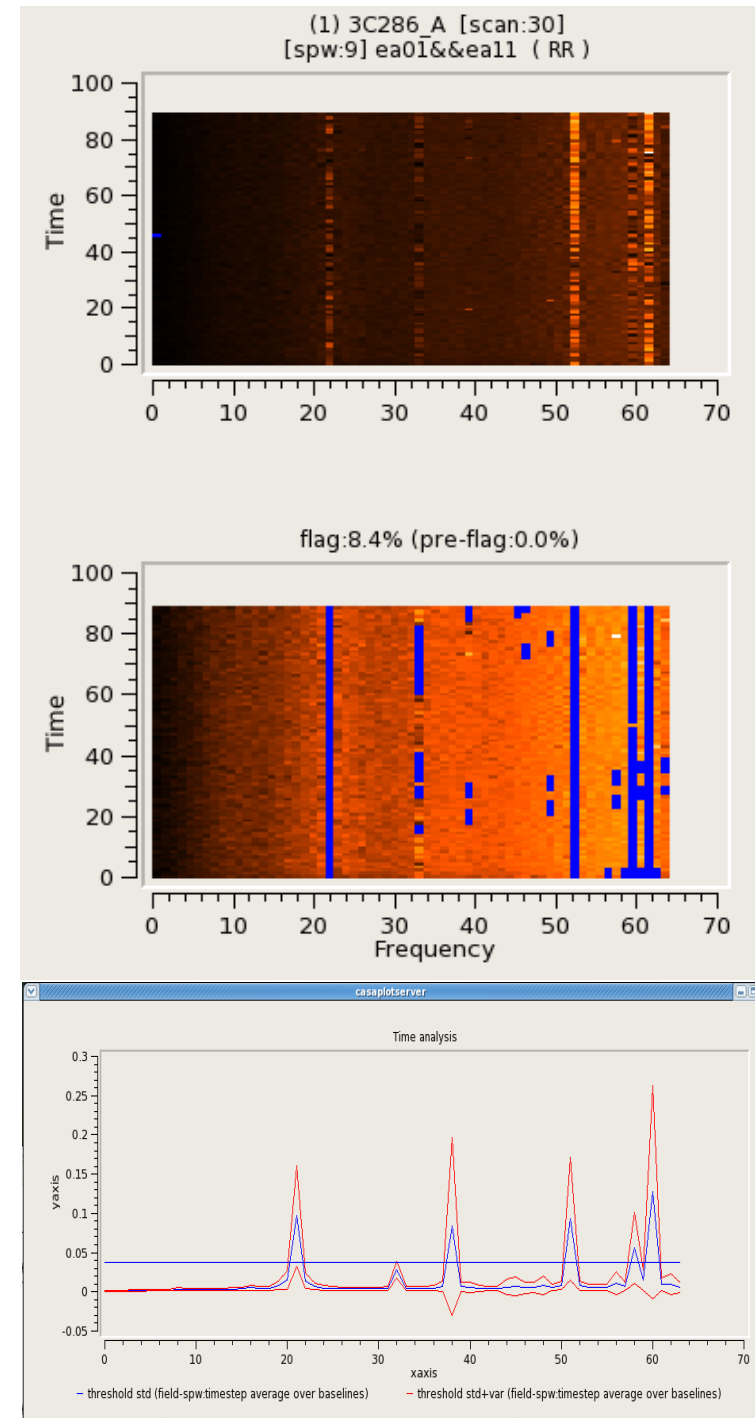 (1) 3C286_A [scan:30]
[spw:9] ea01&&ea11 ( RR )
Time
100
80
60
40
20
0
0 10 20 30 40 50 60 70
flag:8.4% (pre-flag:0.0%)
Time
100
80
60
40
20
0
0 10 20 30 40 50 60 70
Frequency
casaplotserver
Time analysis
yaxis
0.3
0.25
0.2
0.15
0.1
0.05
0
-0.05
0 10 20 30 40 50 60 70
xaxis
threshold std (field-spw:timestep average over baselines) threshold std+var (field-spw:timestep average over baselines)